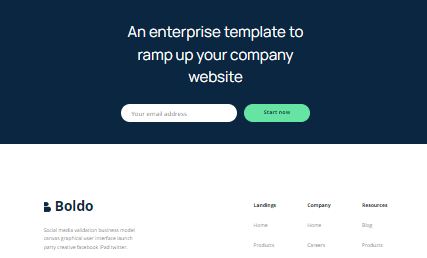 An enterprise template to
ramp up your company
website
Your email address
Start now
Boldo
Social media validation business model
canvas graphical user interface launch
party creative facebook iPad twitter.
Landings
Company
Resources
Home
Home
Blog
Products
Careers
Products